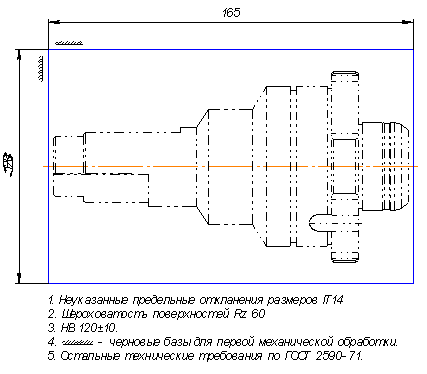 165
1. Неуказанные предельные откланения размеров IT14
2. Шероховатость поверхностей Rz 60
3. НВ 120±10.
4. - черновые базы для первой механической обработки.
5. Остальные технические требования по ГОСТ 2590-71.